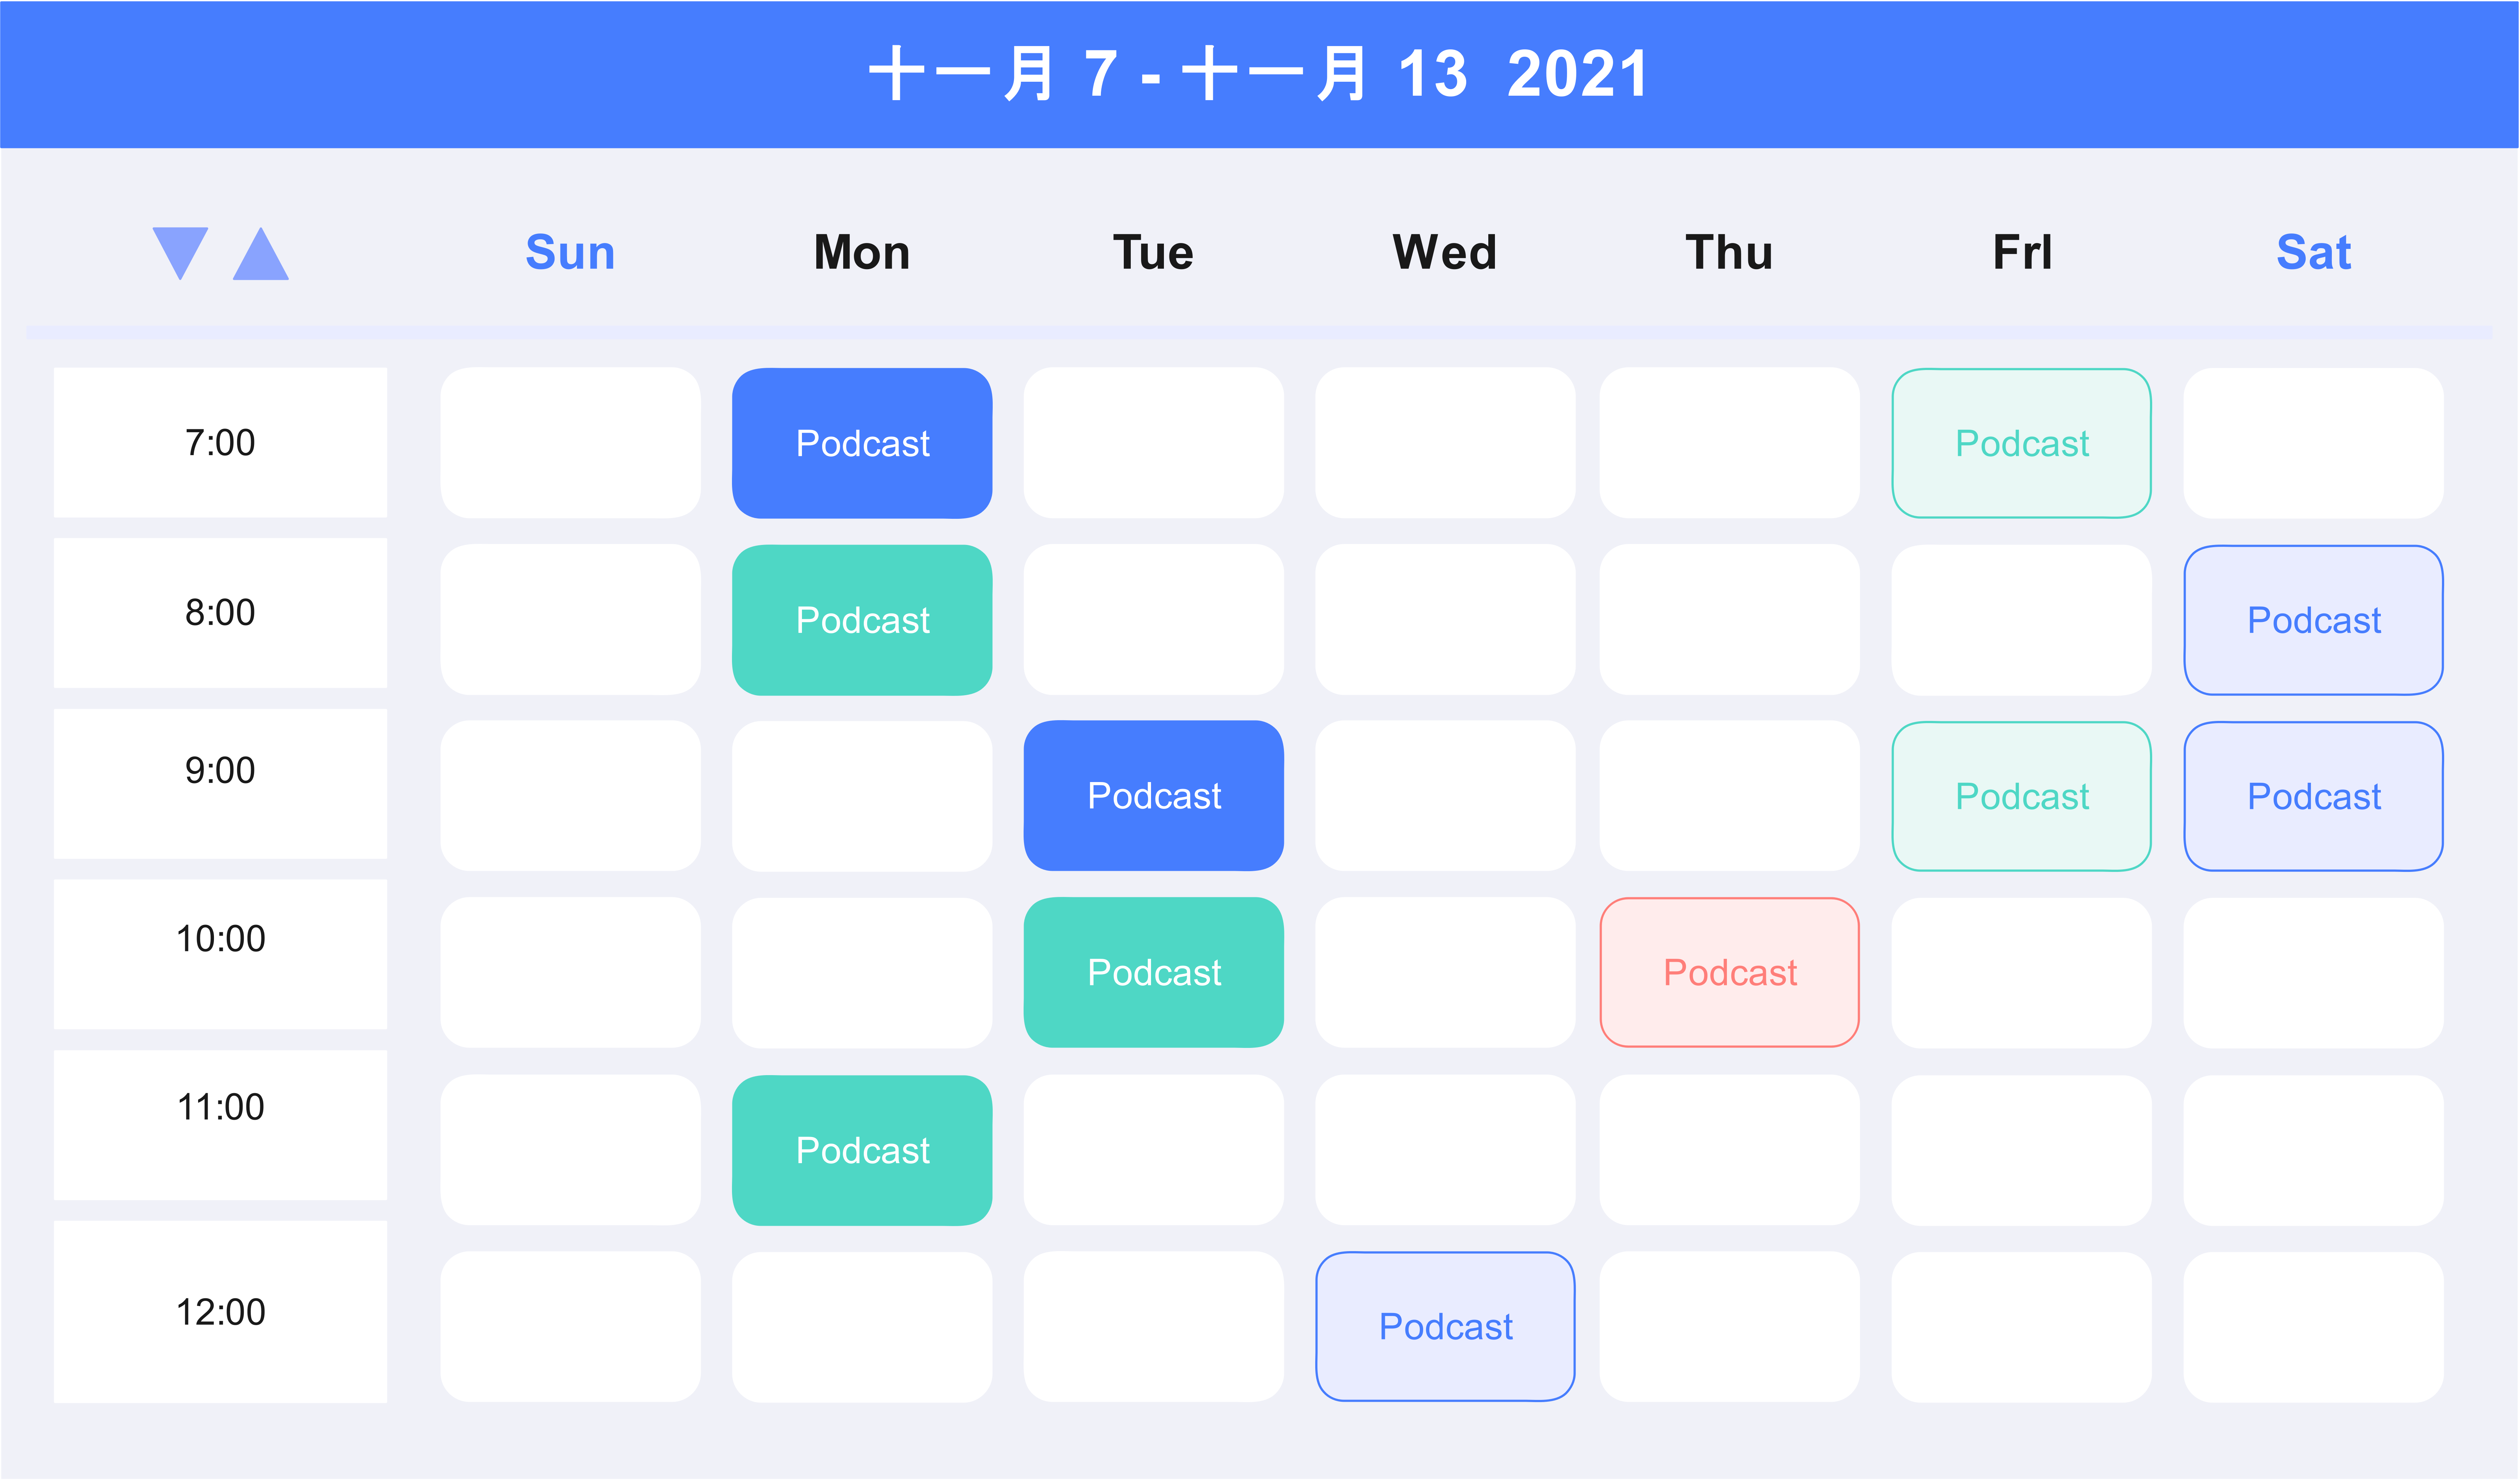 十一月 7 - 十一月 13 2021
Sun Mon Tue Wed Thu FrI Sat
7:00 Podcast Podcast
8:00 Podcast Podcast
9:00 Podcast Podcast Podcast
10:00 Podcast Podcast
11:00 Podcast
12:00 Podcast